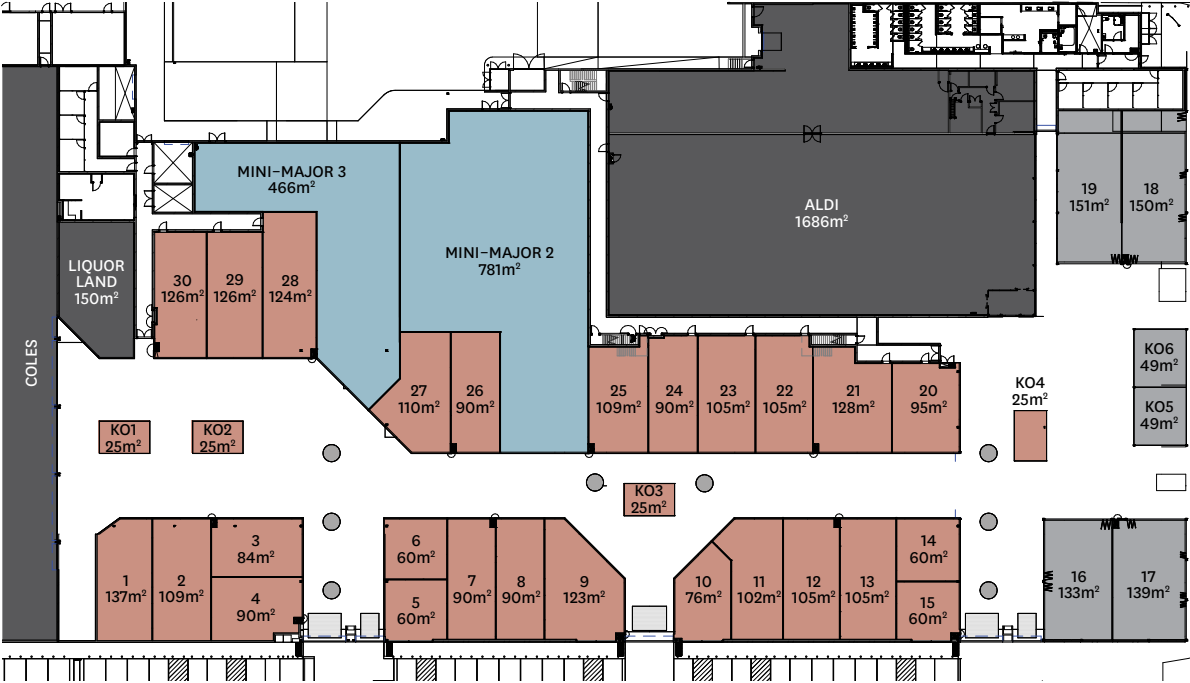 MINI-MAJOR 3
466m²
MINI-MAJOR 2
781m²
ALDI
1686m²
19
151m²
18
150m²
LIQUOR
LAND
150m²
30
126m²
29
126m²
28
124m²
COLES
27
110m²
26
90m²
25
109m²
24
90m²
23
105m²
22
105m²
21
128m²
20
95m²
KO6
49m²
KO5
49m²
KO4
25m²
KO1
25m²
KO2
25m²
KO3
25m²
1
137m²
2
109m²
3
84m²
4
90m²
6
60m²
5
60m²
7
90m²
8
90m²
9
123m²
10
76m²
11
102m²
12
105m²
13
105m²
14
60m²
15
60m²
16
133m²
17
139m²